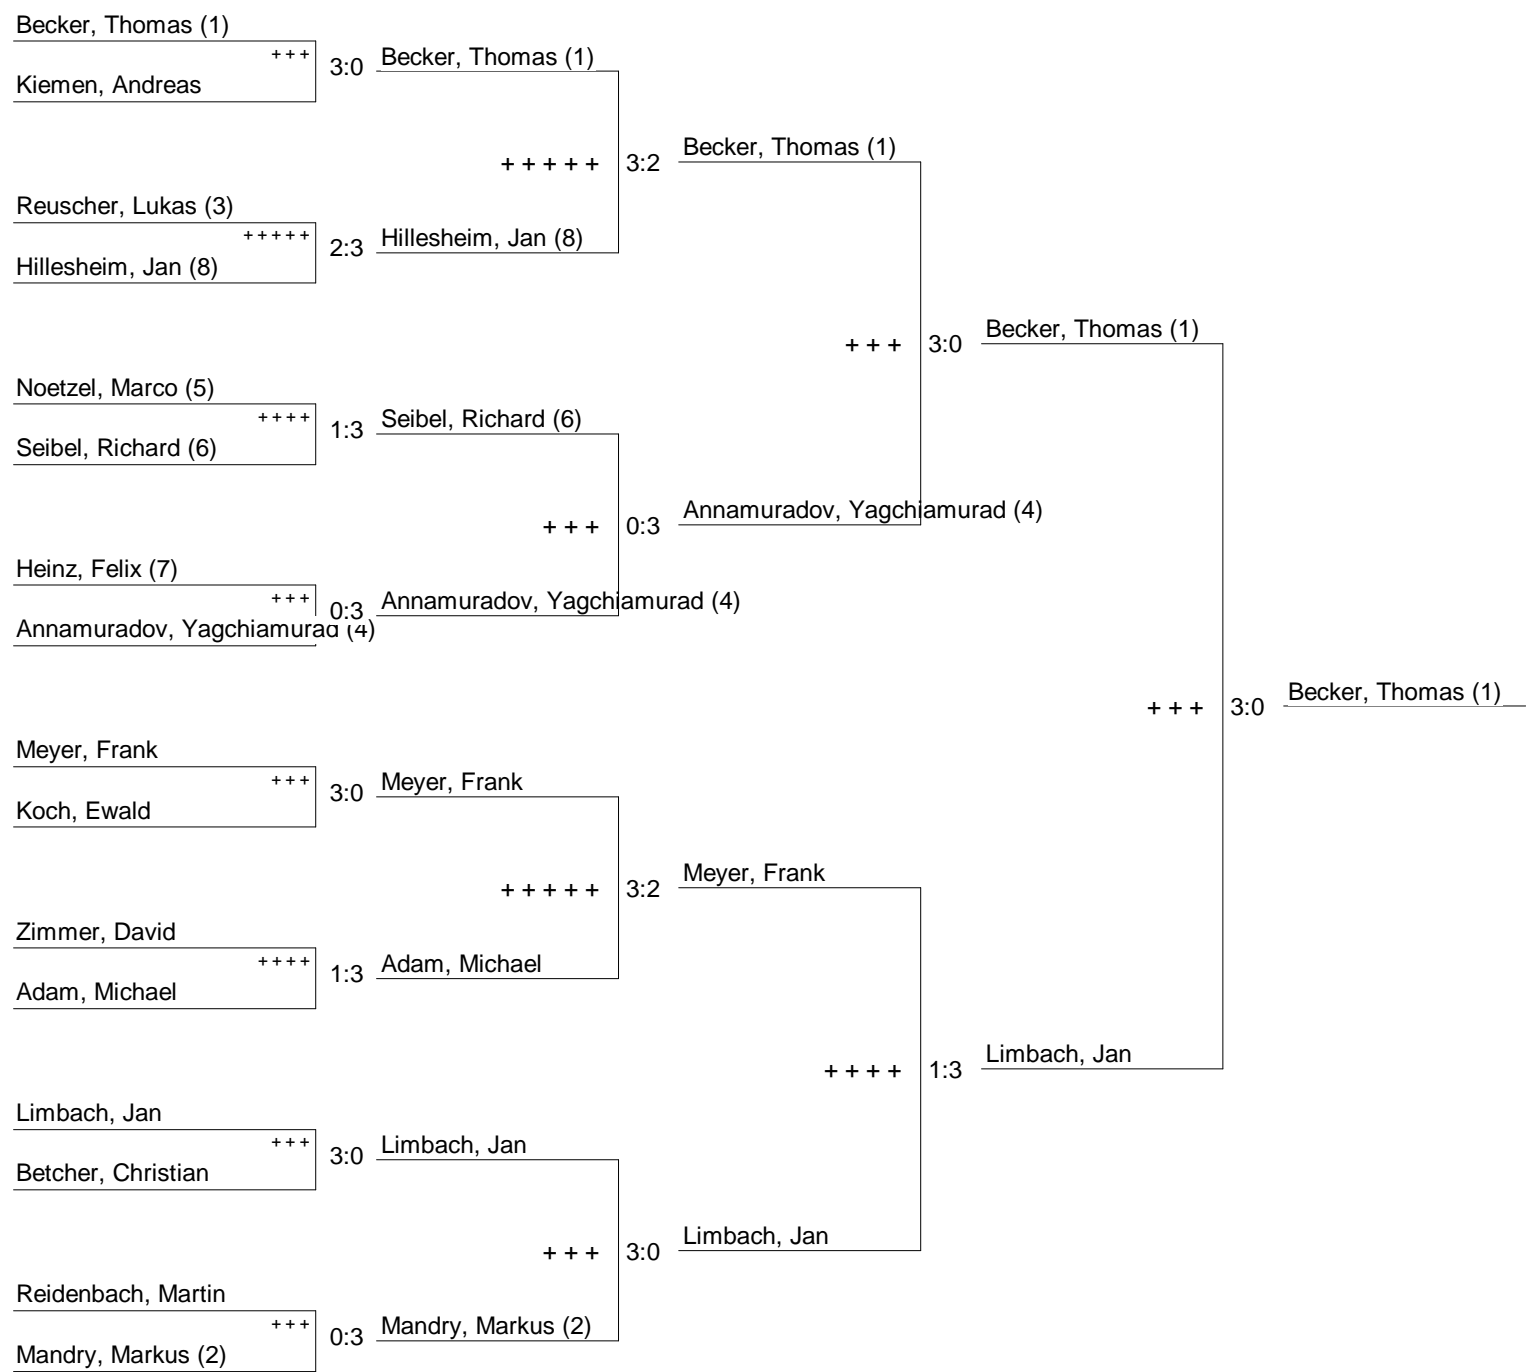 Becker, Thomas (1)
+++
3:0
Becker, Thomas (1)
Kiemen, Andreas
+ + + + +
3:2
Becker, Thomas (1)
Reuscher, Lukas (3)
+++++
2:3
Hillesheim, Jan (8)
Hillesheim, Jan (8)
+ + +
3:0
Becker, Thomas (1)
Noetzel, Marco (5)
++++
1:3
Seibel, Richard (6)
Seibel, Richard (6)
+ + +
0:3
Annamuradov, Yagchiamurad (4)
Heinz, Felix (7)
+++
0:3
Annamuradov, Yagchiamurad (4)
Annamuradov, Yagchiamurad (4)
+ + +
3:0
Becker, Thomas (1)
Meyer, Frank
+++
3:0
Meyer, Frank
Koch, Ewald
+ + + + +
3:2
Meyer, Frank
Zimmer, David
++++
1:3
Adam, Michael
Adam, Michael
+ + + +
1:3
Limbach, Jan
Limbach, Jan
+++
3:0
Limbach, Jan
Betcher, Christian
+ + +
3:0
Limbach, Jan
Reidenbach, Martin
+++
0:3
Mandry, Markus (2)
Mandry, Markus (2)